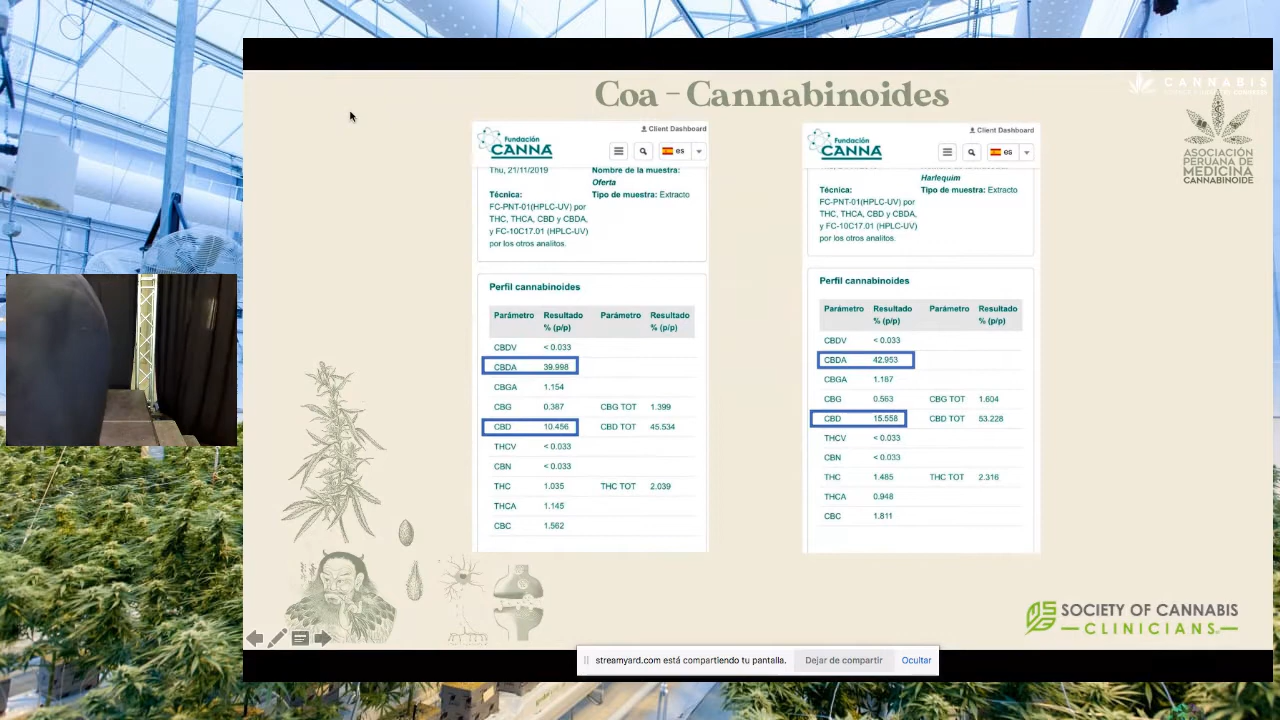 Coa - Cannabinoides
CANNABIS
ASOCIACIÓN
PERUANA DE
MEDICINA
CANNABINOIDE
Fundación
CANNA
Client Dashboard
es
Thu, 21/11/2019
Nombre de la muestra:
Oferta
Técnica:
Tipo de muestra: Extracto
FC-PNT-01(HPLC-UV) por
THC, THCA, CBD y CBDA,
y FC-10C17.01 (HPLC-UV)
por los otros analitos.
Perfil cannabinoides
Parámetro Resultado Parámetro Resultado
% (p/p) % (p/p)
CBDV < 0.033
CBDA 39.998
CBGA 1.154
CBG 0.387 CBG TOT 1.399
CBD 10.456 CBD TOT 45.534
THCV < 0.033
CBN < 0.033
THC 1.035 THC TOT 2.039
THCA 1.145
CBC 1.562
Fundación
CANNA
Client Dashboard
es
Harlequim
Técnica:
Tipo de muestra: Extracto
FC-PNT-01(HPLC-UV) por
THC, THCA, CBD y CBDA,
y FC-10C17.01 (HPLC-UV)
por los otros analitos.
Perfil cannabinoides
Parámetro Resultado Parámetro Resultado
% (p/p) % (p/p)
CBDV < 0.033
CBDA 42.953
CBGA 1.187
CBG 0.563 CBG TOT 1.604
CBD 15.558 CBD TOT 53.228
THCV < 0.033
CBN < 0.033
THC 1.485 THC TOT 2.316
THCA 0.948
CBC 1.811
SOCIETY OF CANNABIS
CLINICIANS
streamyard.com está compartiendo tu pantalla.
Dejar de compartir
Ocultar